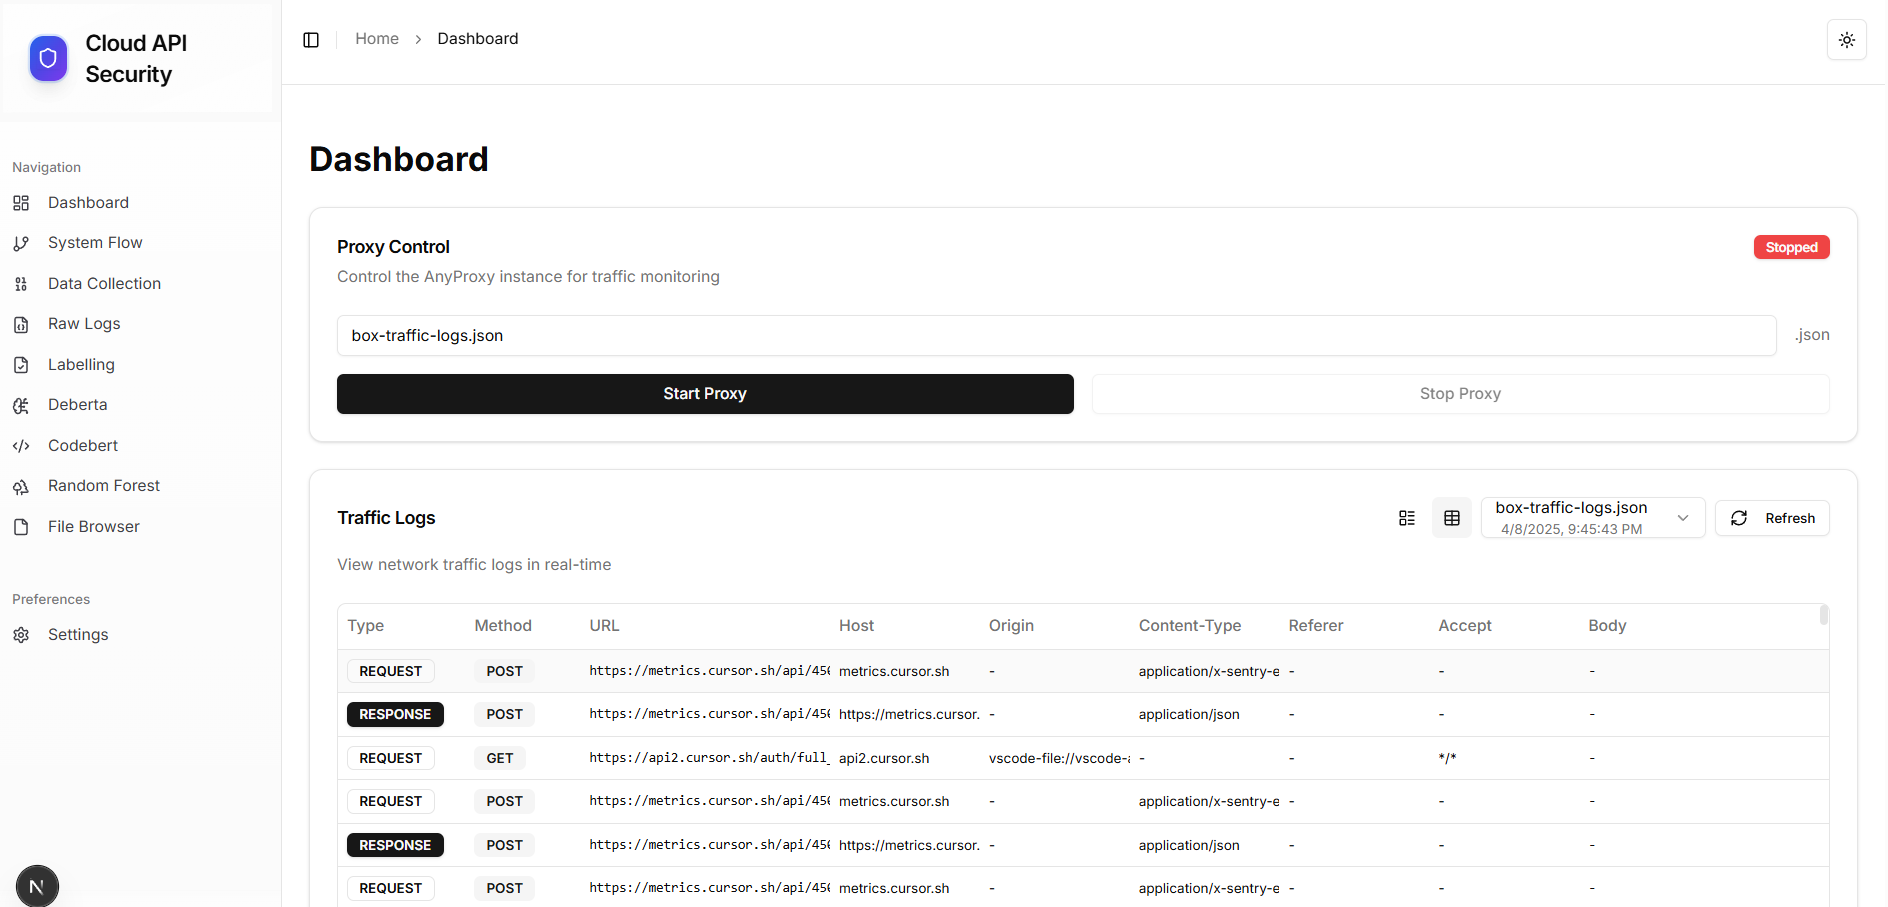 Cloud API
Security
Home > Dashboard
Navigation
Dashboard
System Flow
Data Collection
Raw Logs
Labelling
Deberta
Codebert
Random Forest
File Browser
Preferences
Settings
N
Dashboard
Proxy Control
Stopped
Control the AnyProxy instance for traffic monitoring
box-traffic-logs.json .json
Start Proxy Stop Proxy
Traffic Logs
box-traffic-logs.json
4/8/2025, 9:45:43 PM
Refresh
View network traffic logs in real-time
Type Method URL Host Origin Content-Type Referer Accept Body
REQUEST POST https://metrics.cursor.sh/api/450 metrics.cursor.sh - application/x-sentry-e - - -
RESPONSE POST https://metrics.cursor.sh/api/450 https://metrics.cursor. - application/json - - -
REQUEST GET https://api2.cursor.sh/auth/full_ api2.cursor.sh vscode-file://vscode-a - - */* -
REQUEST POST https://metrics.cursor.sh/api/450 metrics.cursor.sh - application/x-sentry-e - - -
RESPONSE POST https://metrics.cursor.sh/api/450 https://metrics.cursor. - application/json - - -
REQUEST POST https://metrics.cursor.sh/api/450 metrics.cursor.sh - application/x-sentry-e - - -